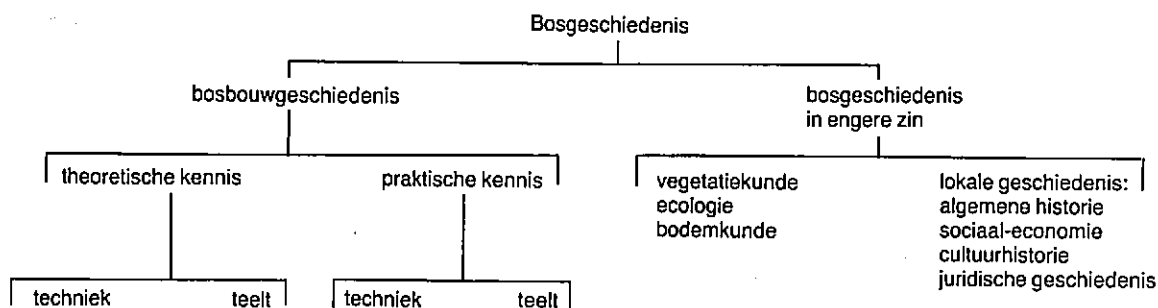 Bosgeschiedenis
bosbouwgeschiedenis
bosgeschiedenis
in engere zin
theoretische kennis
praktische kennis
vegetatiekunde
ecologie
bodemkunde
lokale geschiedenis:
algemene historie
sociaal-economie
cultuurhistorie
juridische geschiedenis
techniek
teelt
techniek
teelt